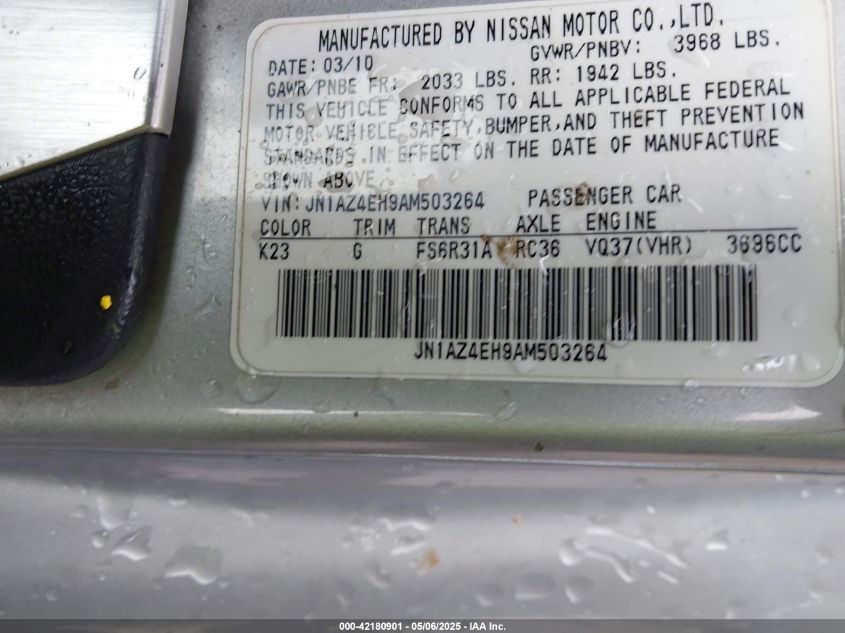 MANUFACTURED BY NISSAN MOTOR CO.,LTD.
DATE: 03/10 GVWR/PNBV: 3968 LBS.
GAWR/PNBE FR: 2033 LBS. RR: 1942 LBS.
THIS VEHICLE CONFORMS TO ALL APPLICABLE FEDERAL
MOTOR VEHICLE SAFETY,BUMPER,AND THEFT PREVENTION
STANDARDS IN EFFECT ON THE DATE OF MANUFACTURE
SHOWN ABO
VIN: JN1AZ4EH9AM503264 PASSENGER CAR
COLOR TRIM TRANS AXLE ENGINE
K23 G FS6R31A RC36 VQ37(VHR) 3696CC
JN1AZ4EH9AM503264
000-42180901 - 05/06/2025 - IAA Inc.